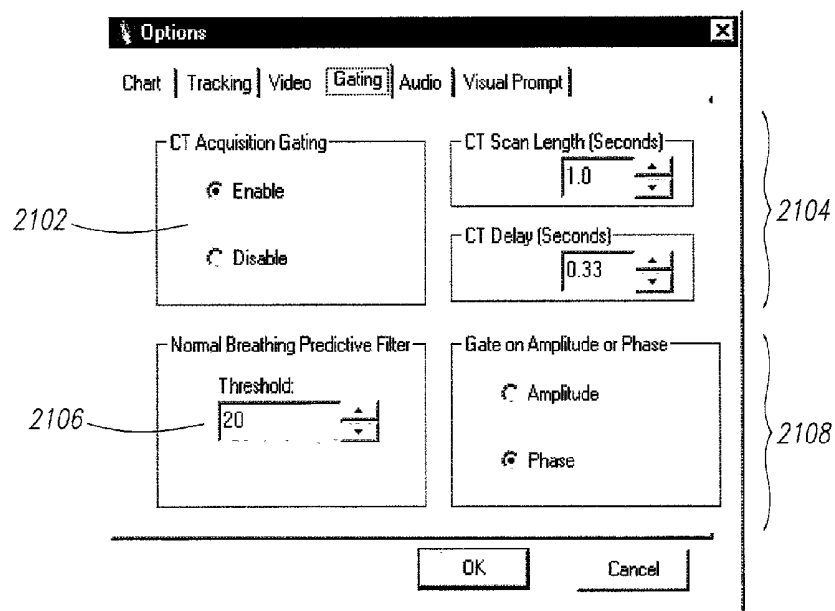 Options
Chart Tracking Video Gating Audio Visual Prompt
CT Acquisition Gating
Enable
Disable
2102
CT Scan Length (Seconds)
1.0
CT Delay (Seconds)
0.33
2104
Normal Breathing Predictive Filter
Threshold:
20
2106
Gate on Amplitude or Phase
Amplitude
Phase
2108
OK Cancel